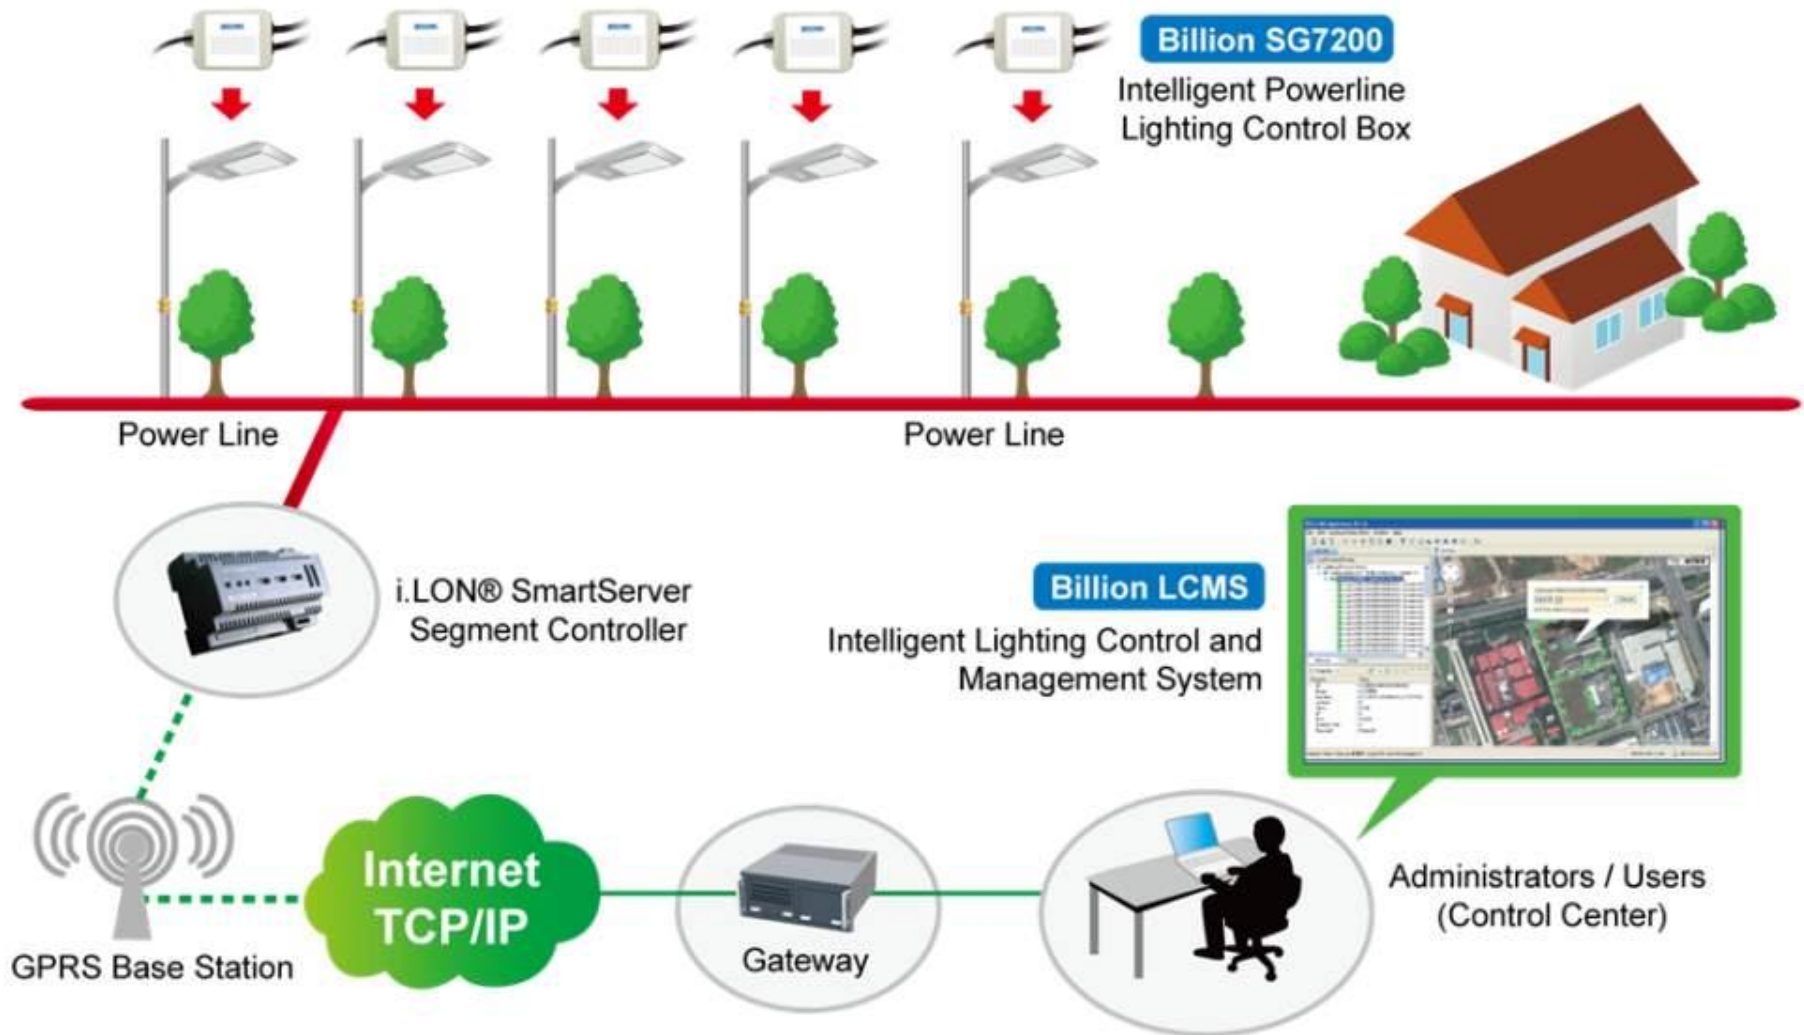 Billion SG7200
Intelligent Powerline
Lighting Control Box
Power Line
Power Line
i.LON® SmartServer
Segment Controller
Billion LCMS
Intelligent Lighting Control and
Management System
Internet
TCP/IP
GPRS Base Station
Gateway
Administrators / Users
(Control Center)